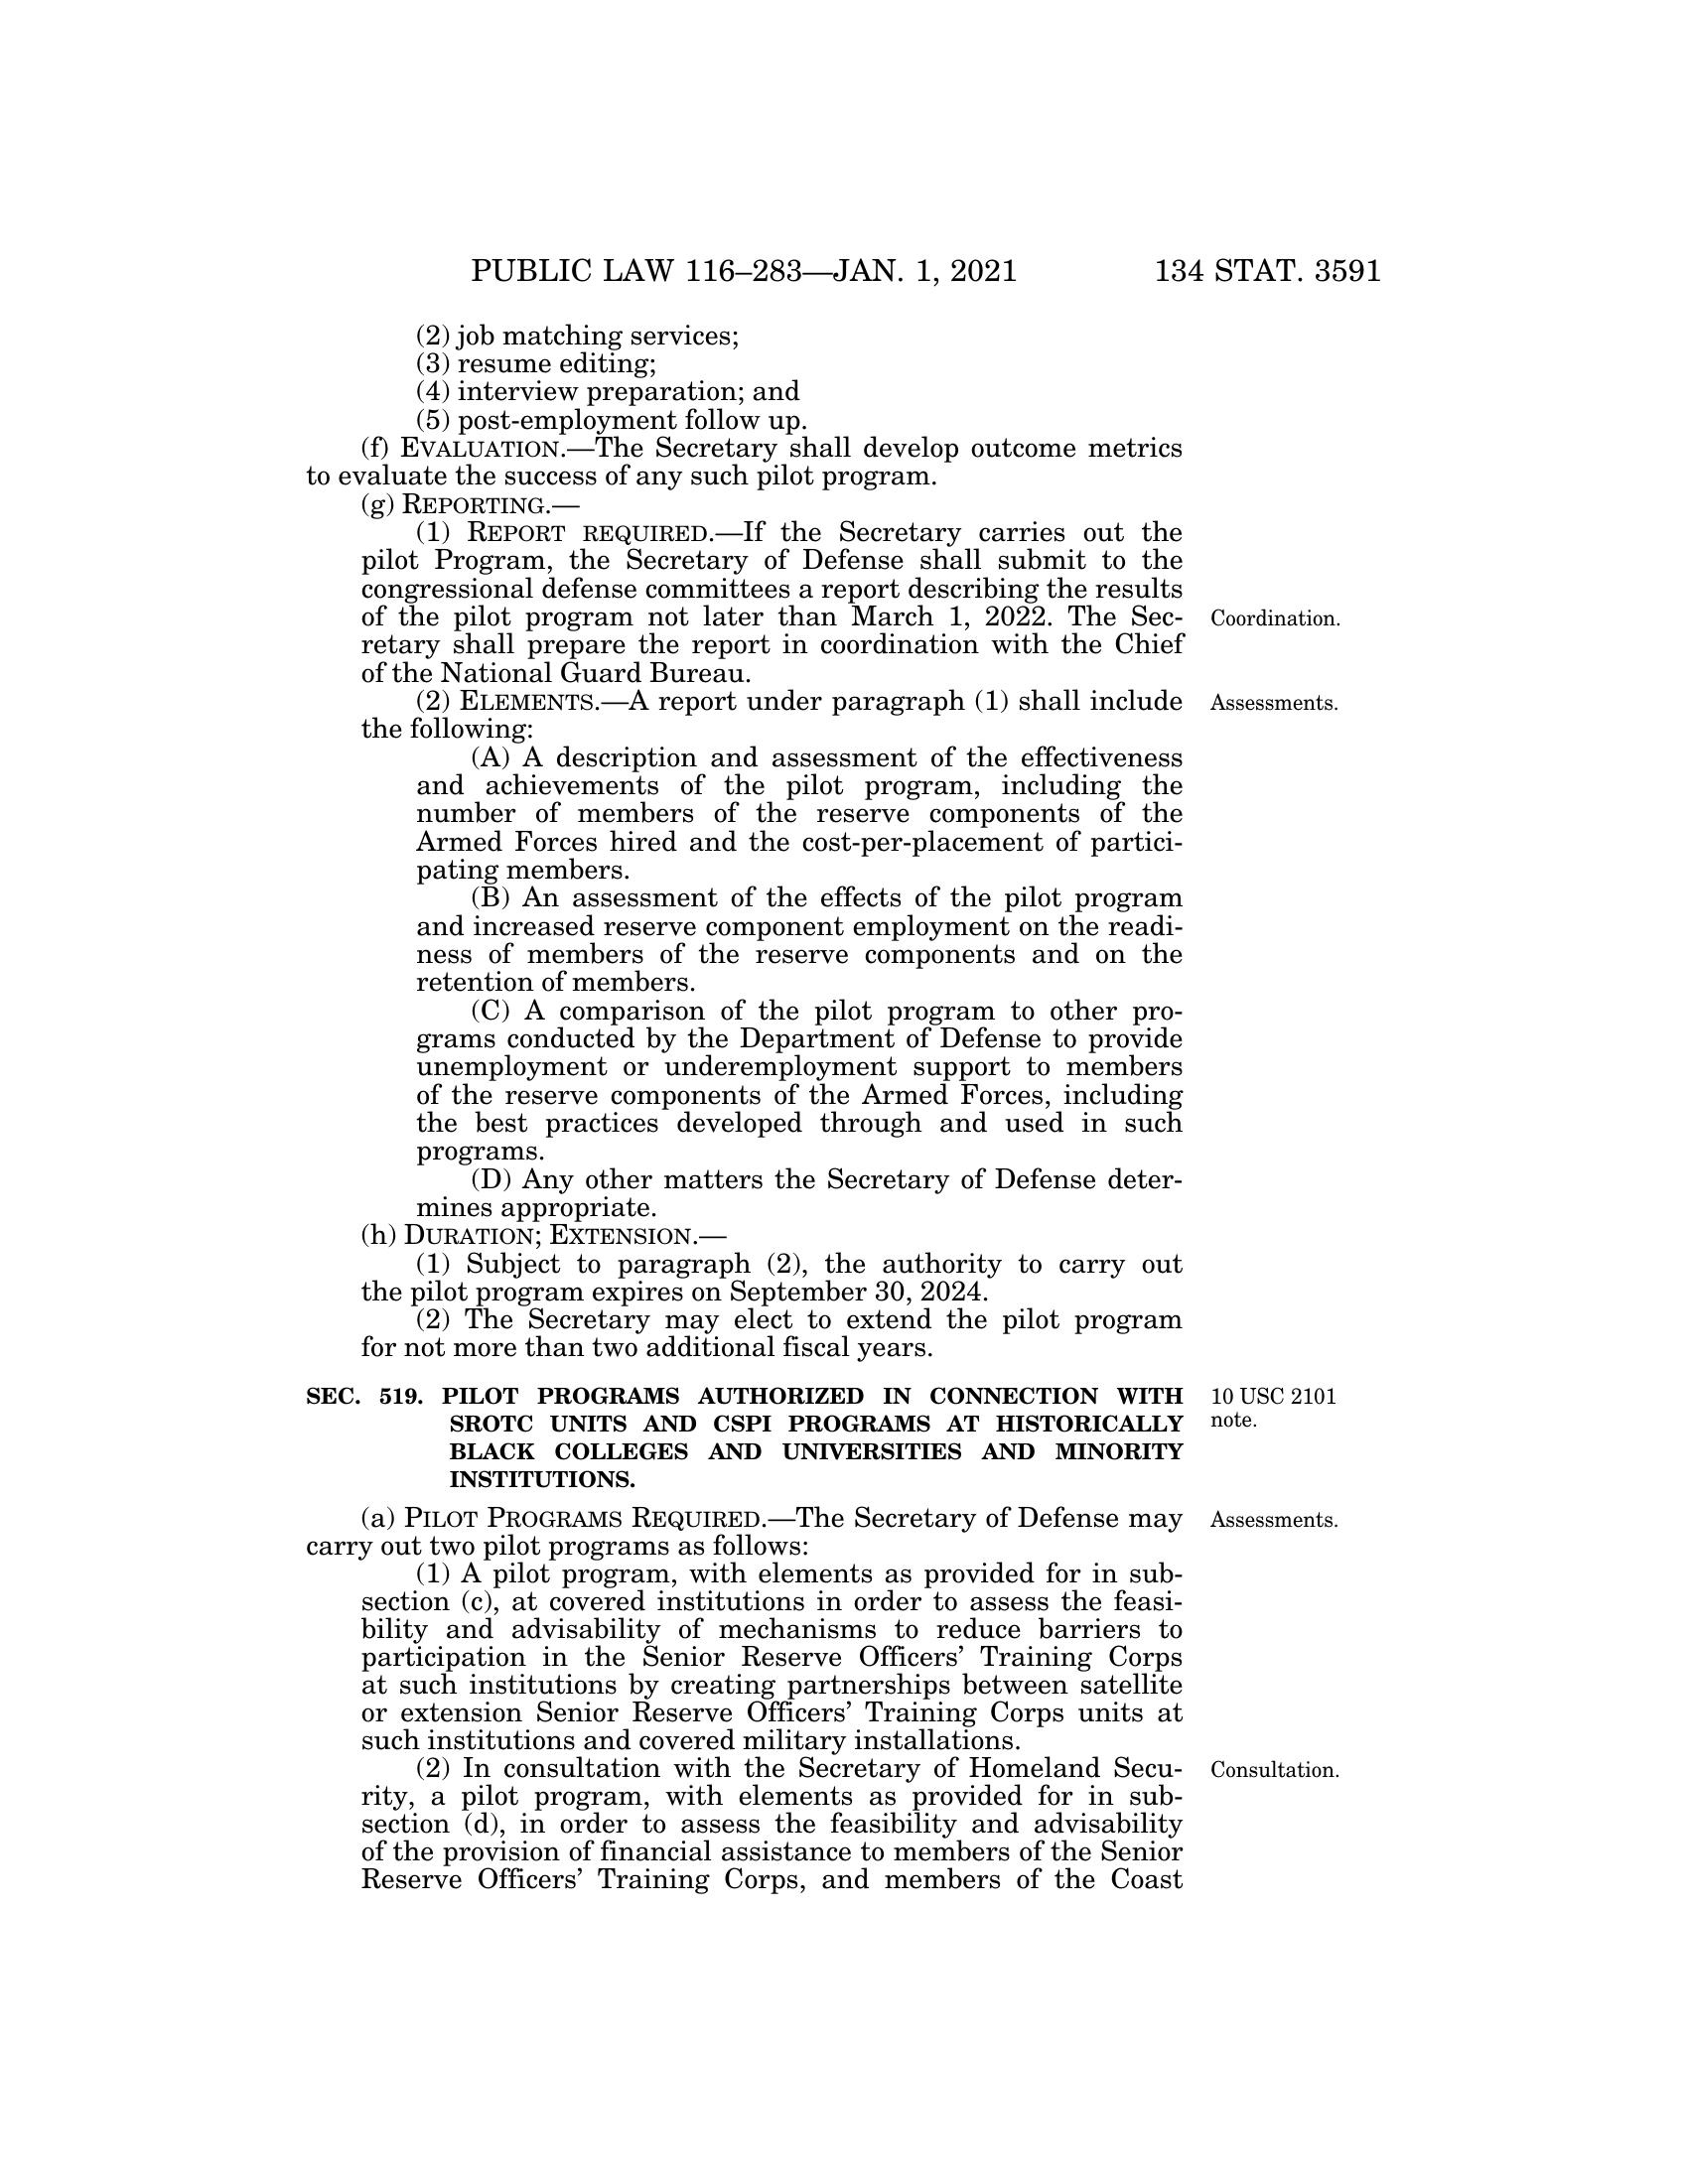 PUBLIC LAW 116–283—JAN. 1, 2021 134 STAT. 3591
(2) job matching services;
(3) resume editing;
(4) interview preparation; and
(5) post-employment follow up.
(f) EVALUATION.—The Secretary shall develop outcome metrics
to evaluate the success of any such pilot program.
(g) REPORTING.—
(1) REPORT REQUIRED.—If the Secretary carries out the
pilot Program, the Secretary of Defense shall submit to the
congressional defense committees a report describing the results
of the pilot program not later than March 1, 2022. The Sec-
retary shall prepare the report in coordination with the Chief
of the National Guard Bureau.
Coordination.
(2) ELEMENTS.—A report under paragraph (1) shall include
the following:
Assessments.
(A) A description and assessment of the effectiveness
and achievements of the pilot program, including the
number of members of the reserve components of the
Armed Forces hired and the cost-per-placement of partici-
pating members.
(B) An assessment of the effects of the pilot program
and increased reserve component employment on the readi-
ness of members of the reserve components and on the
retention of members.
(C) A comparison of the pilot program to other pro-
grams conducted by the Department of Defense to provide
unemployment or underemployment support to members
of the reserve components of the Armed Forces, including
the best practices developed through and used in such
programs.
(D) Any other matters the Secretary of Defense deter-
mines appropriate.
(h) DURATION; EXTENSION.—
(1) Subject to paragraph (2), the authority to carry out
the pilot program expires on September 30, 2024.
(2) The Secretary may elect to extend the pilot program
for not more than two additional fiscal years.
SEC. 519. PILOT PROGRAMS AUTHORIZED IN CONNECTION WITH
SROTC UNITS AND CSPI PROGRAMS AT HISTORICALLY
BLACK COLLEGES AND UNIVERSITIES AND MINORITY
INSTITUTIONS.
10 USC 2101
note.
(a) PILOT PROGRAMS REQUIRED.—The Secretary of Defense may
carry out two pilot programs as follows:
Assessments.
(1) A pilot program, with elements as provided for in sub-
section (c), at covered institutions in order to assess the feasi-
bility and advisability of mechanisms to reduce barriers to
participation in the Senior Reserve Officers’ Training Corps
at such institutions by creating partnerships between satellite
or extension Senior Reserve Officers’ Training Corps units at
such institutions and covered military installations.
(2) In consultation with the Secretary of Homeland Secu-
rity, a pilot program, with elements as provided for in sub-
section (d), in order to assess the feasibility and advisability
of the provision of financial assistance to members of the Senior
Reserve Officers’ Training Corps, and members of the Coast
Consultation.